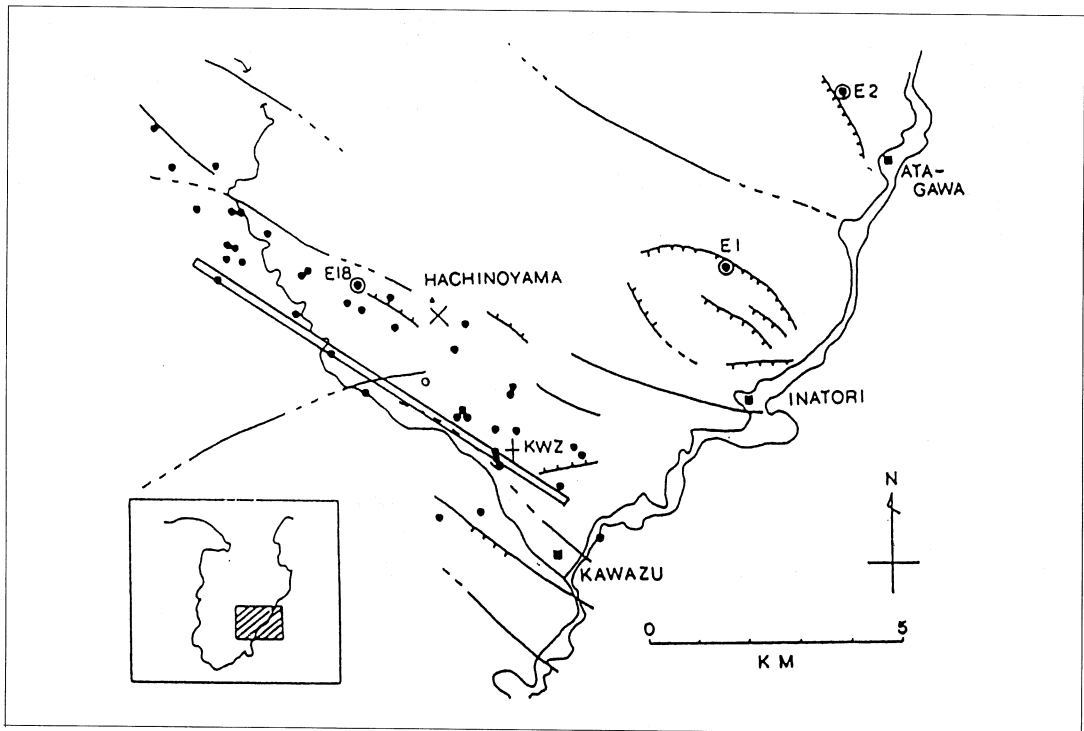 E2
ATA-
GAWA
E1
E18
HACHINOYAMA
INATORI
KWZ
N
KAWAZU
0 5
KM